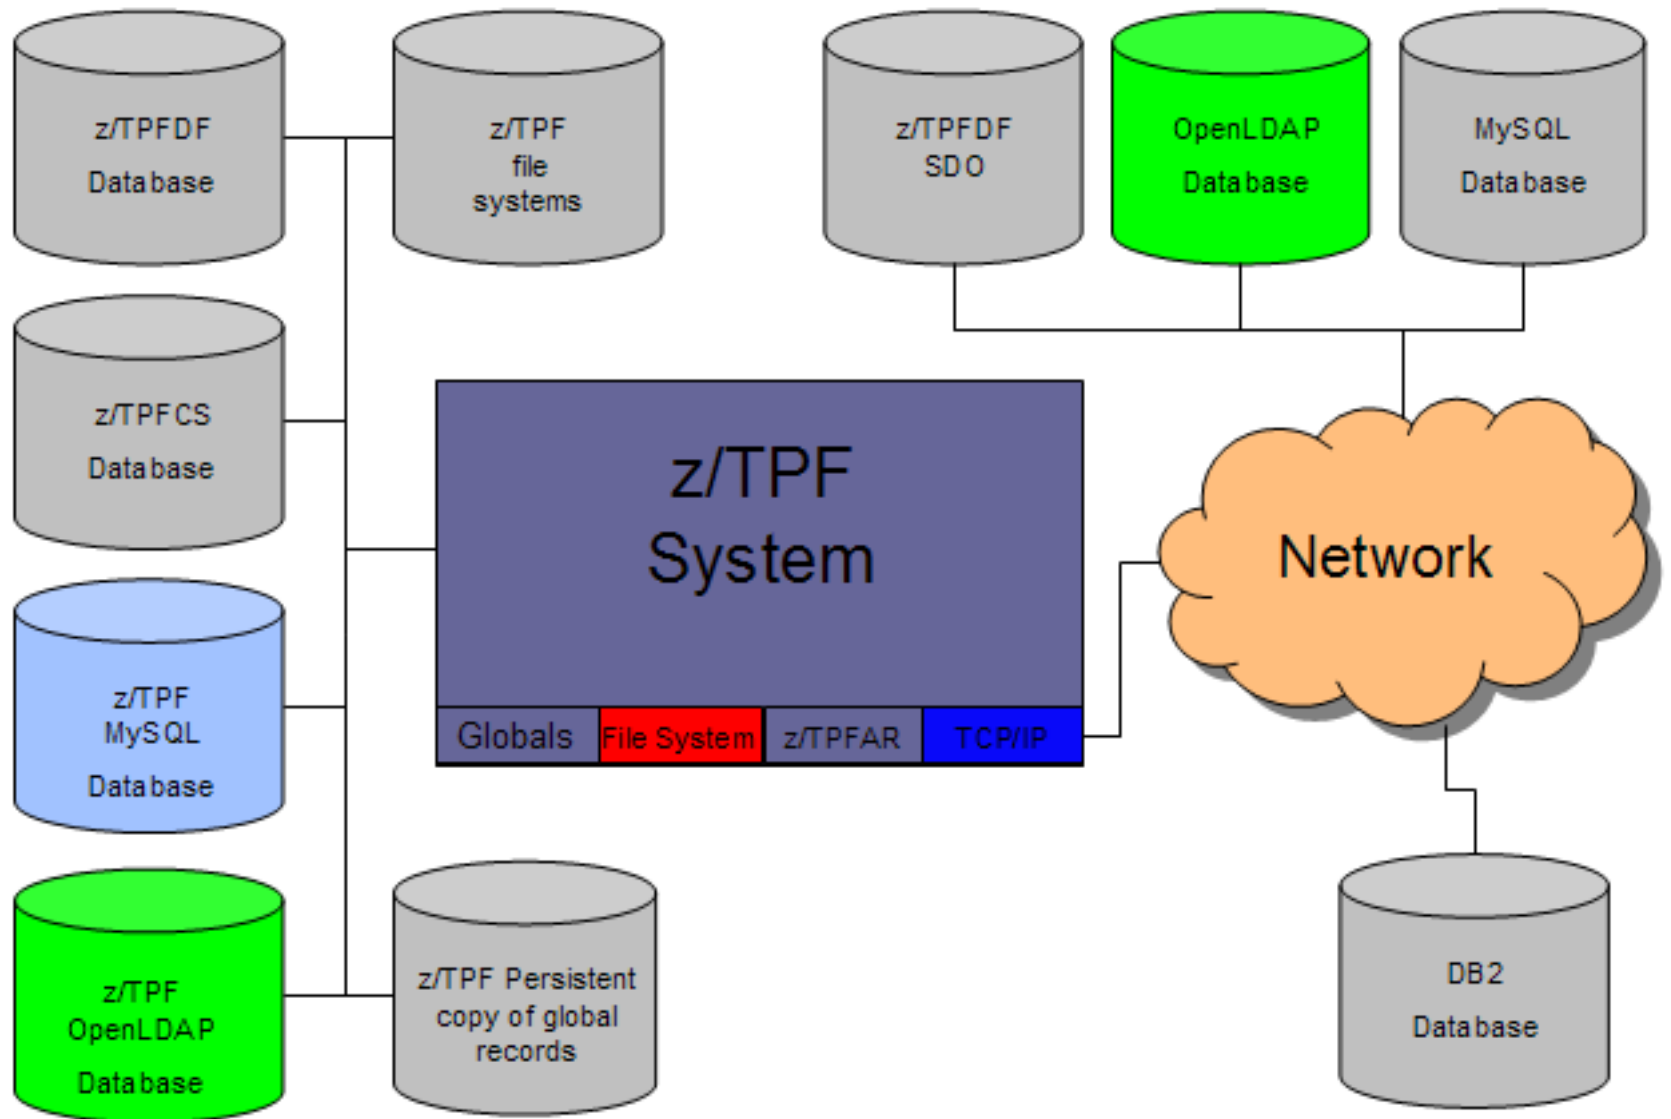 z/TPFDF
Database
z/TPF
file
systems
z/TPFDF
SDO
OpenLDAP
Database
MySQL
Database
z/TPFCS
Database
z/TPF
System
Network
z/TPF
MySQL
Database
Globals
File System
z/TPFAR
TCP/IP
z/TPF
OpenLDAP
Database
z/TPF Persistent
copy of global
records
DB2
Database